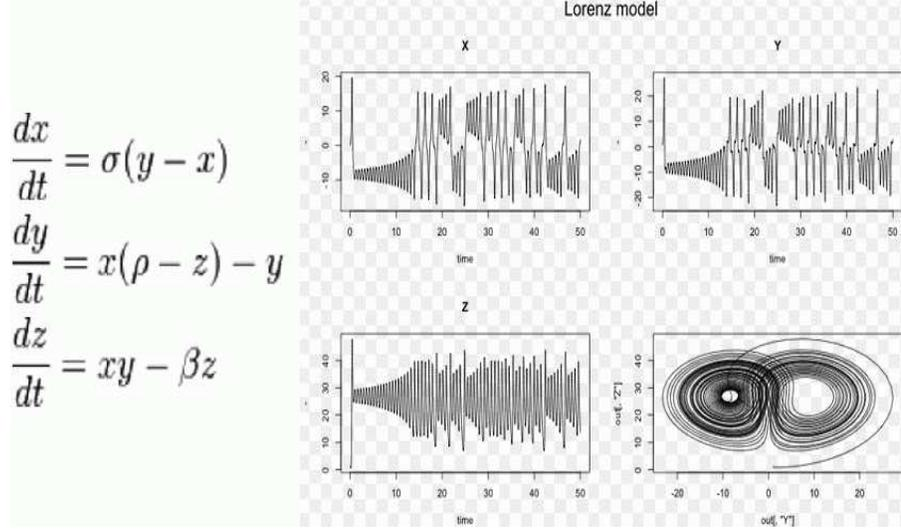 dx/dt = σ(y − x)
dy/dt = x(ρ − z) − y
dz/dt = xy − βz
Lorenz model
X
20
10
0
-10
0 10 20 30 40 50
time
Y
20
10
0
-10
-20
0 10 20 30 40 50
time
Z
40
30
20
10
0
0 10 20 30 40 50
time
out[, "Z"]
40
30
20
10
0
-20 -10 0 10 20
out[, "Y"]